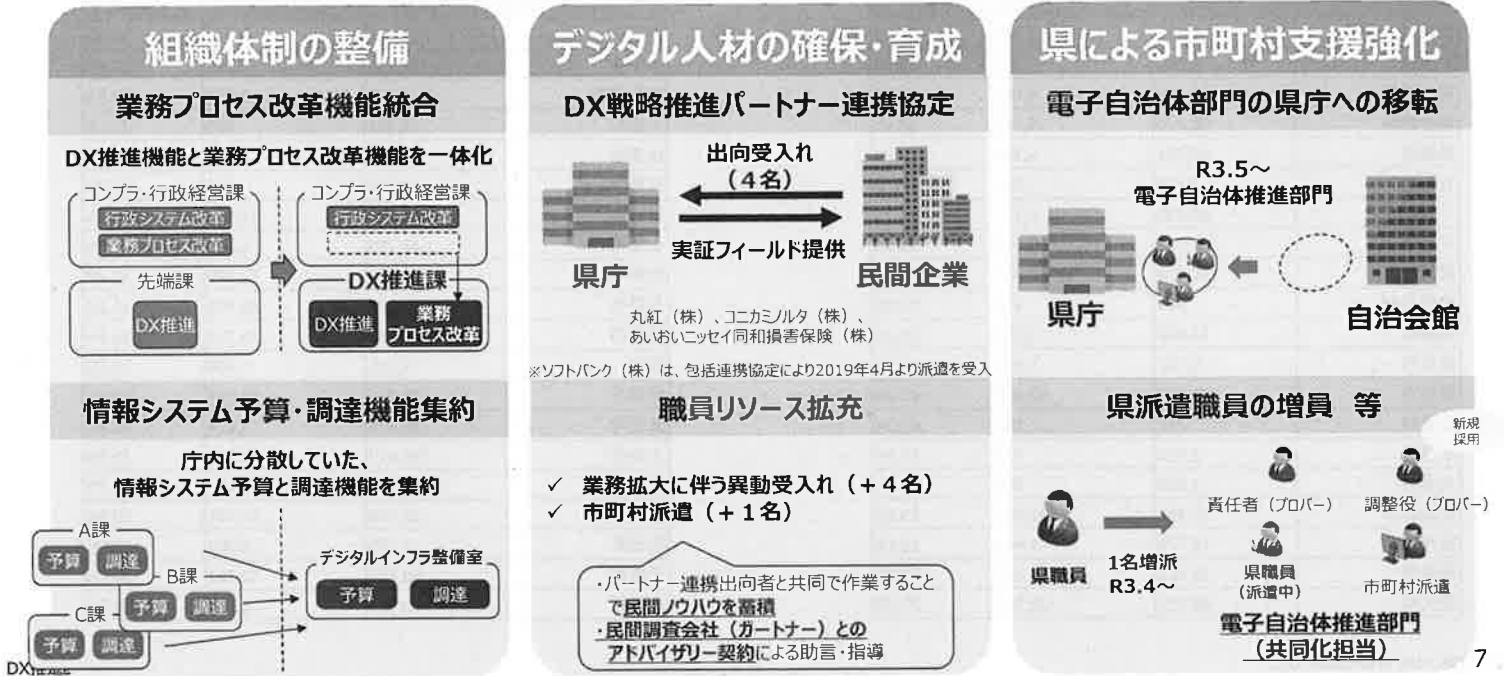 組織体制の整備
業務プロセス改革機能統合
DX推進機能と業務プロセス改革機能を一体化
コンプラ・行政経営課
行政システム改革
業務プロセス改革
先端課
DX推進
コンプラ・行政経営課
行政システム改革
DX推進課
DX推進
業務
プロセス改革
情報システム予算・調達機能集約
庁内に分散していた、
情報システム予算と調達機能を集約
A課
予算 調達
B課
予算 調達
C課
予算 調達
デジタルインフラ整備室
予算 調達
デジタル人材の確保・育成
DX戦略推進パートナー連携協定
出向受入れ
(4名)
実証フィールド提供
県庁
民間企業
丸紅(株)、コニカミノルタ(株)、
あいおいニッセイ同和損害保険(株)
※ソフトバンク(株)は、包括連携協定により2019年4月より派遣を受入
職員リソース拡充
✓ 業務拡大に伴う異動受入れ(+4名)
✓ 市町村派遣(+1名)
・パートナー連携出向者と共同で作業すること
で民間ノウハウを蓄積
・民間調査会社(ガートナー)との
アドバイザリー契約による助言・指導
県による市町村支援強化
電子自治体部門の県庁への移転
R3.5～
電子自治体推進部門
県庁
自治会館
県派遣職員の増員 等
新規
採用
責任者(プロパー)
調整役(プロパー)
県職員
1名増派
R3.4～
県職員
(派遣中)
市町村派遣
電子自治体推進部門
(共同化担当)
7